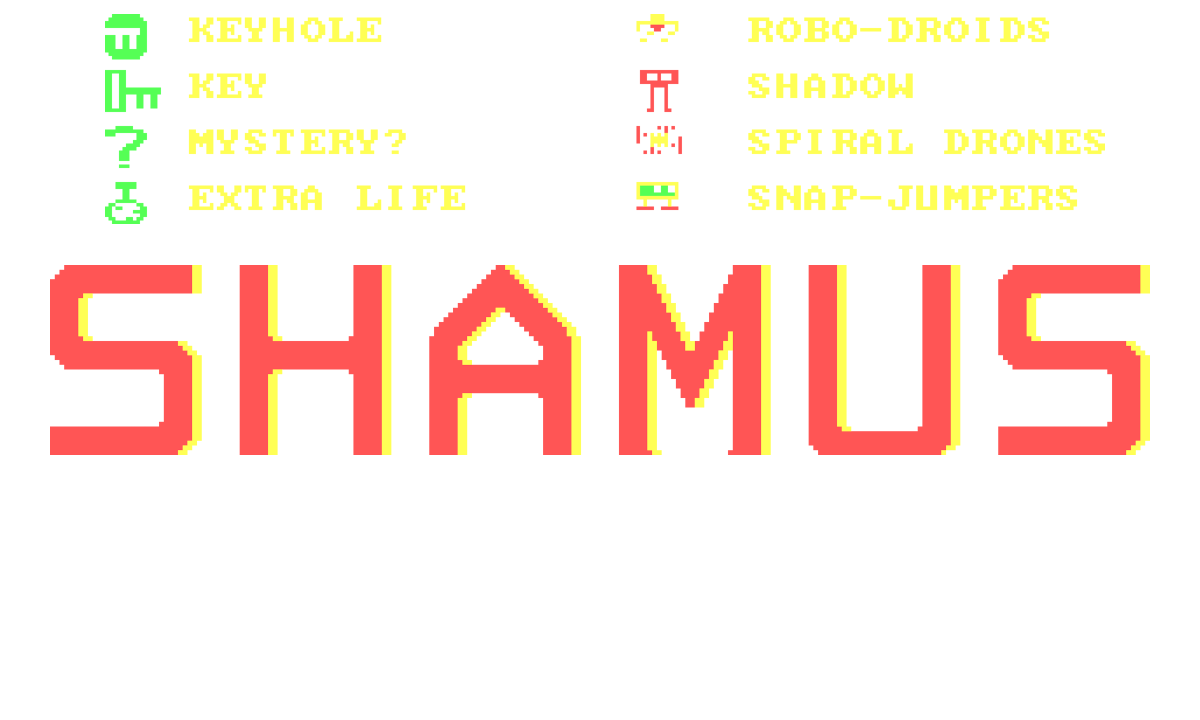 KEYHOLE
KEY
MYSTERY?
EXTRA LIFE
ROBO-DROIDS
SHADOW
SPIRAL DRONES
SNAP-JUMPERS
SHAMUS